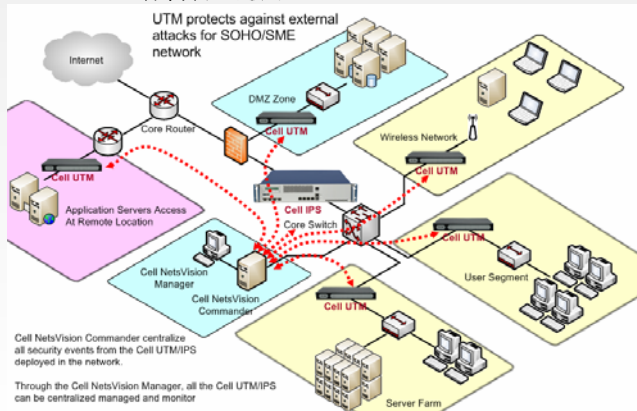 UTM protects against external
attacks for SOHO/SME
network
Internet
Core Router
DMZ Zone
Cell UTM
Wireless Network
Cell UTM
Cell UTM
Application Servers Access
At Remote Location
Cell IPS
Core Switch
Cell UTM
User Segment
Cell NetsVision
Manager
Cell NetsVision
Commander
Cell UTM
Server Farm
Cell NetsVision Commander centralize
all security events from the Cell UTM/IPS
deployed in the network.
Through the Cell NetsVision Manager, all the Cell UTM/IPS
can be centralized managed and monitor